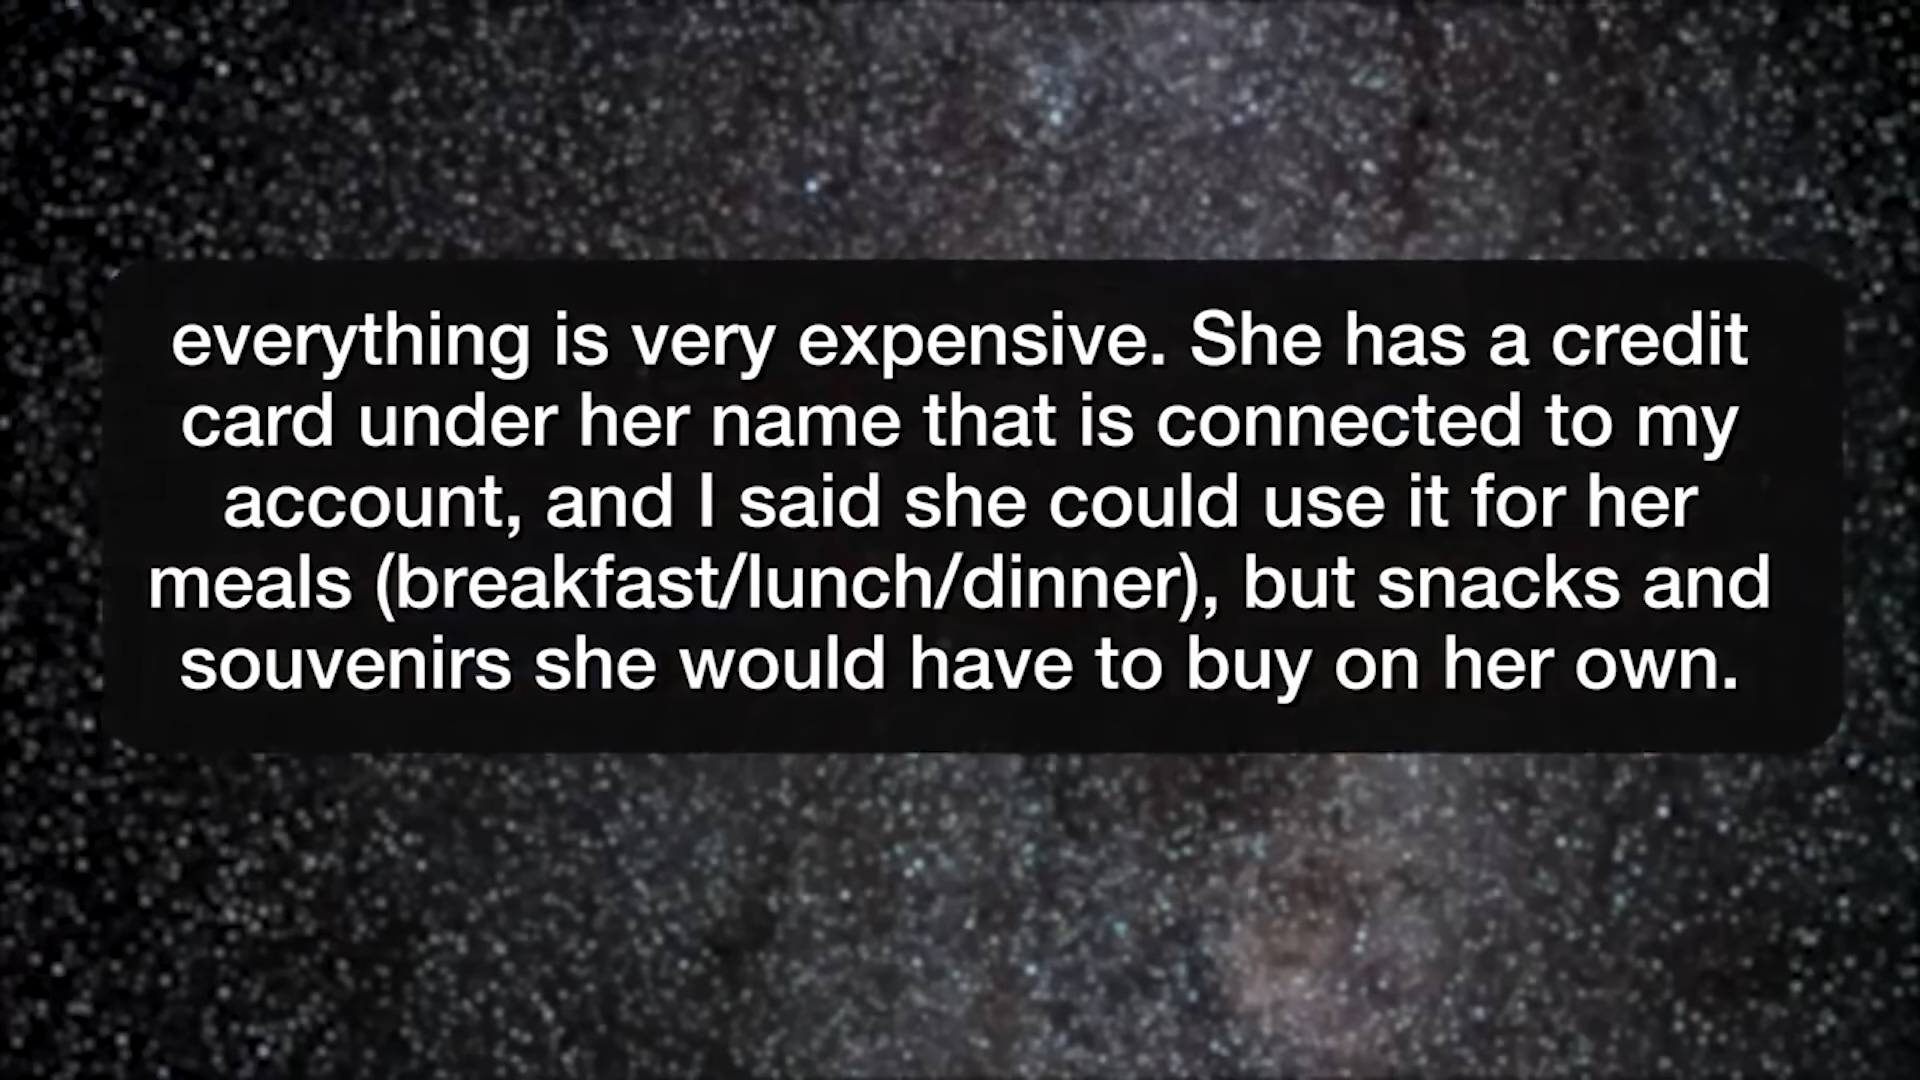 everything is very expensive. She has a credit
card under her name that is connected to my
account, and I said she could use it for her
meals (breakfast/lunch/dinner), but snacks and
souvenirs she would have to buy on her own.